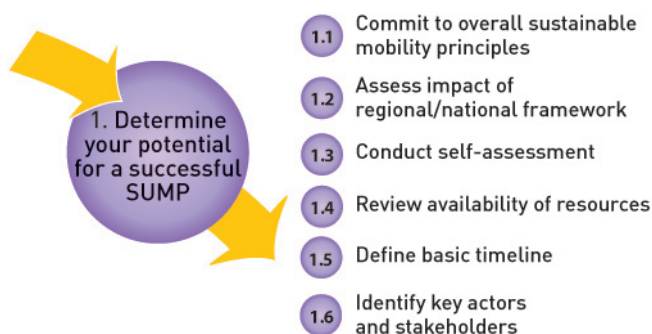 1. Determine
your potential
for a successful
SUMP
1.1 Commit to overall sustainable
mobility principles
1.2 Assess impact of
regional/national framework
1.3 Conduct self-assessment
1.4 Review availability of resources
1.5 Define basic timeline
1.6 Identify key actors
and stakeholders